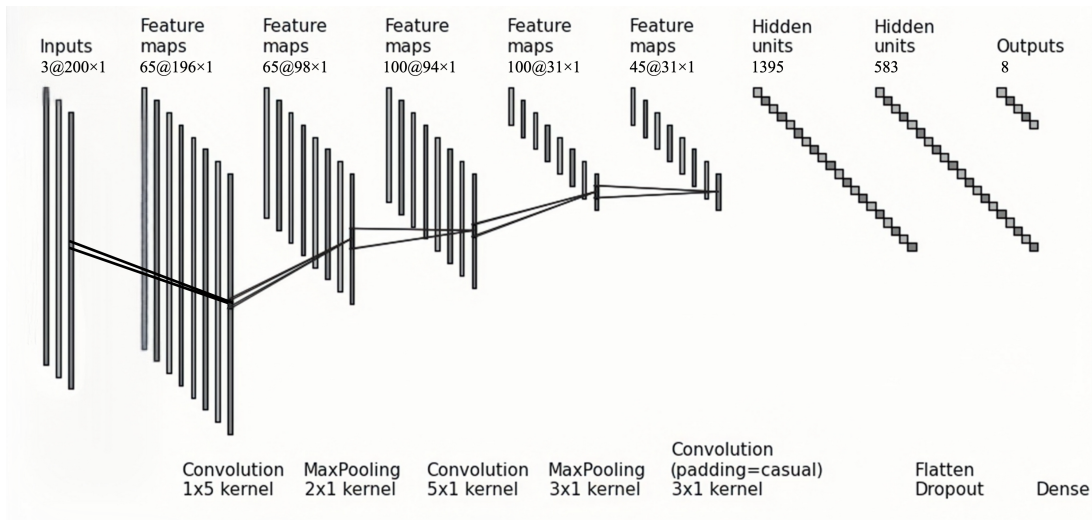 Inputs
3@200×1
Feature
maps
65@196×1
Feature
maps
65@98×1
Feature
maps
100@94×1
Feature
maps
100@31×1
Feature
maps
45@31×1
Hidden
units
1395
Hidden
units
583
Outputs
8
Convolution
1x5 kernel
MaxPooling
2x1 kernel
Convolution
5x1 kernel
MaxPooling
3x1 kernel
Convolution
(padding=casual)
3x1 kernel
Flatten
Dropout
Dense